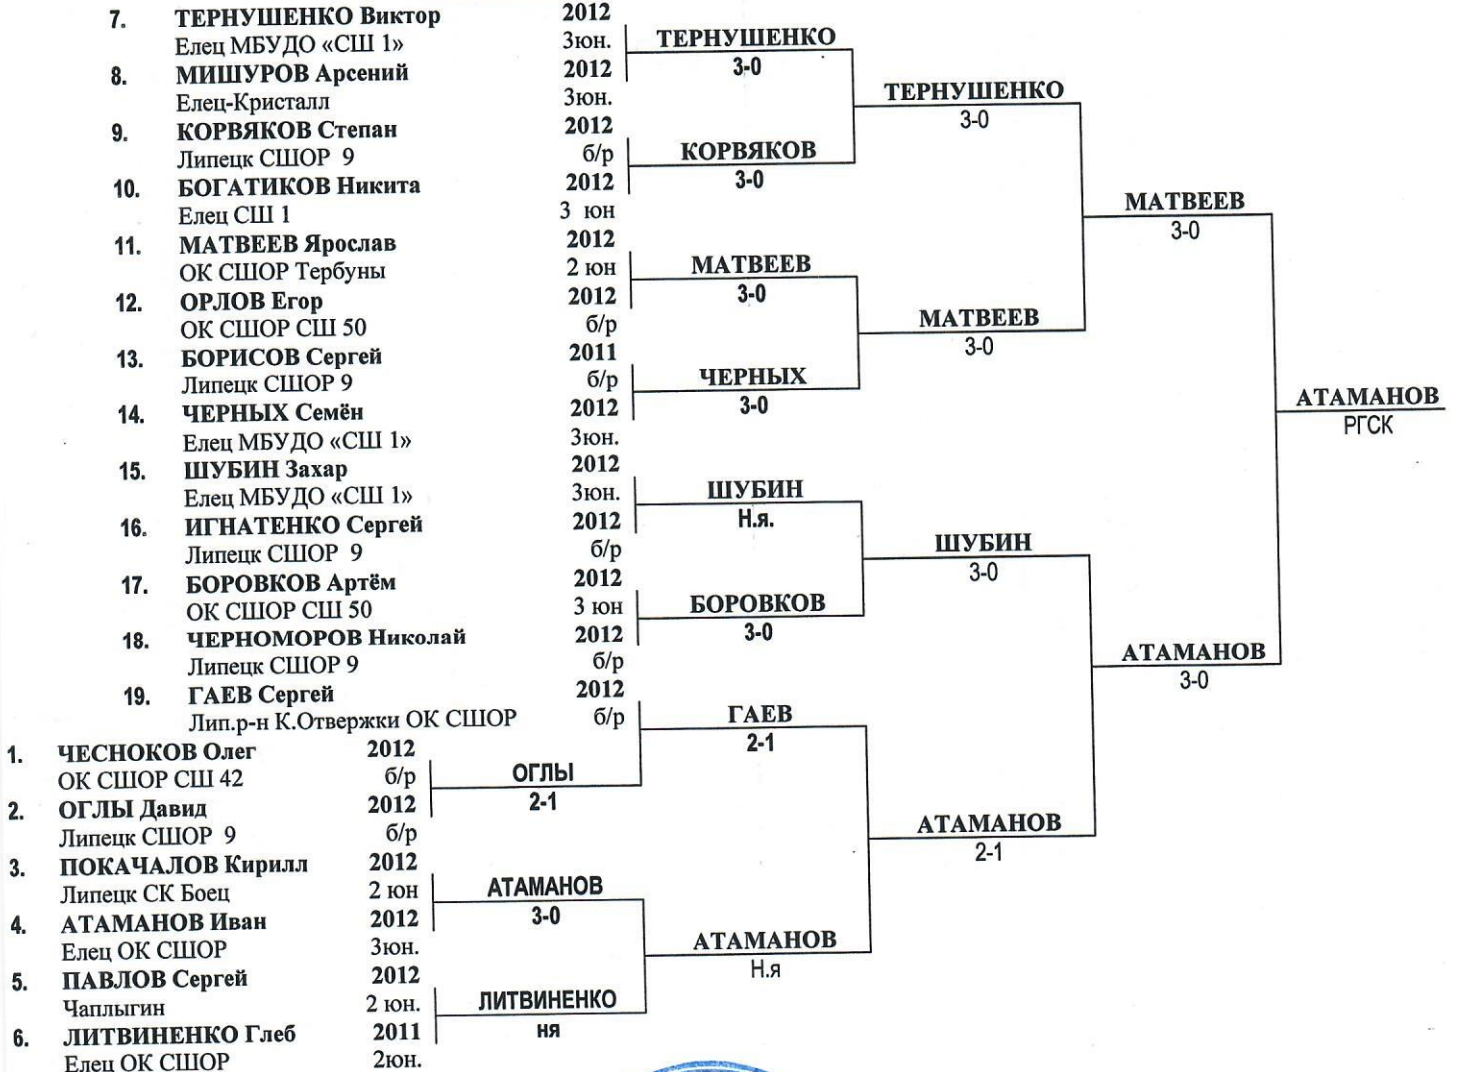 7. ТЕРНУШЕНКО Виктор 2012
Елец МБУДО «СШ 1» 3юн.
ТЕРНУШЕНКО
3-0
8. МИШУРОВ Арсений 2012
Елец-Кристалл 3юн.
ТЕРНУШЕНКО
3-0
9. КОРВЯКОВ Степан 2012
Липецк СШОР 9 б/р
КОРВЯКОВ
3-0
10. БОГАТИКОВ Никита 2012
Елец СШ 1 3 юн
МАТВЕЕВ
3-0
11. МАТВЕЕВ Ярослав 2012
ОК СШОР Тербуны 2 юн
МАТВЕЕВ
3-0
12. ОРЛОВ Егор 2012
ОК СШОР СШ 50 б/р
МАТВЕЕВ
3-0
13. БОРИСОВ Сергей 2011
Липецк СШОР 9 б/р
ЧЕРНЫХ
3-0
14. ЧЕРНЫХ Семён 2012
Елец МБУДО «СШ 1» 3юн.
АТАМАНОВ
РГСК
15. ШУБИН Захар 2012
Елец МБУДО «СШ 1» 3юн.
ШУБИН
Н.я.
16. ИГНАТЕНКО Сергей 2012
Липецк СШОР 9 б/р
ШУБИН
3-0
17. БОРОВКОВ Артём 2012
ОК СШОР СШ 50 3 юн
БОРОВКОВ
3-0
18. ЧЕРНОМОРОВ Николай 2012
Липецк СШОР 9 б/р
АТАМАНОВ
3-0
19. ГАЕВ Сергей 2012
Лип.р-н К.Отвержки ОК СШОР б/р
ГАЕВ
2-1
1. ЧЕСНОКОВ Олег 2012
ОК СШОР СШ 42 б/р
ОГЛЫ
2-1
2. ОГЛЫ Давид 2012
Липецк СШОР 9 б/р
АТАМАНОВ
2-1
3. ПОКАЧАЛОВ Кирилл 2012
Липецк СК Боец 2 юн
АТАМАНОВ
3-0
4. АТАМАНОВ Иван 2012
Елец ОК СШОР 3юн.
АТАМАНОВ
Н.я
5. ПАВЛОВ Сергей 2012
Чаплыгин 2 юн.
ЛИТВИНЕНКО
ня
6. ЛИТВИНЕНКО Глеб 2011
Елец ОК СШОР 2юн.